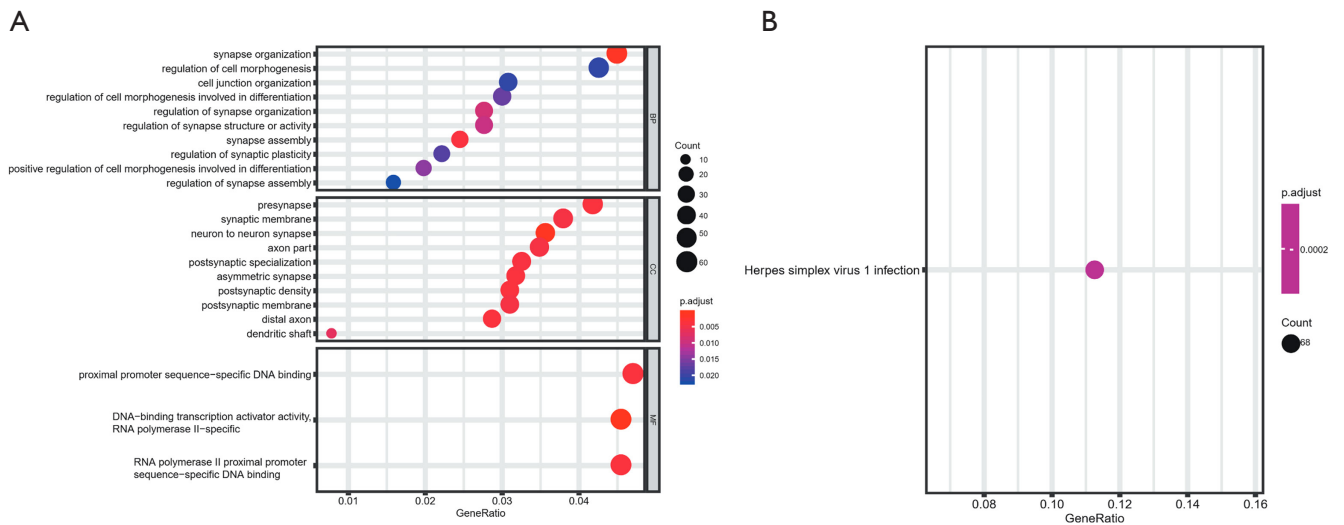 A
synapse organization
regulation of cell morphogenesis
cell junction organization
regulation of cell morphogenesis involved in differentiation
regulation of synapse organization
regulation of synapse structure or activity
synapse assembly
regulation of synaptic plasticity
positive regulation of cell morphogenesis involved in differentiation
regulation of synapse assembly
BP
presynapse
synaptic membrane
neuron to neuron synapse
axon part
postsynaptic specialization
asymmetric synapse
postsynaptic density
postsynaptic membrane
distal axon
dendritic shaft
CC
proximal promoter sequence−specific DNA binding
DNA−binding transcription activator activity,
RNA polymerase II−specific
RNA polymerase II proximal promoter
sequence−specific DNA binding
MF
0.01
0.02
0.03
0.04
GeneRatio
Count
10
20
30
40
50
60
p.adjust
0.005
0.010
0.015
0.020
B
Herpes simplex virus 1 infection
0.08
0.10
0.12
0.14
0.16
GeneRatio
p.adjust
0.0002
Count
68